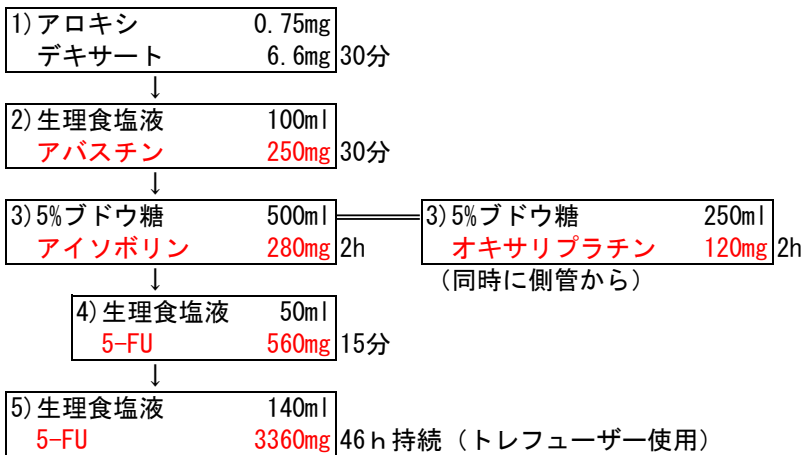 1)アロキシ 0.75mg
デキサート 6.6mg 30分
↓
2)生理食塩液 100ml
アバスチン 250mg 30分
↓
3)5%ブドウ糖 500ml 3)5%ブドウ糖 250ml
アイソボリン 280mg 2h オキサリプラチン 120mg 2h
↓ (同時に側管から)
4)生理食塩液 50ml
5-FU 560mg 15分
↓
5)生理食塩液 140ml
5-FU 3360mg 46h持続(トレフューザー使用)